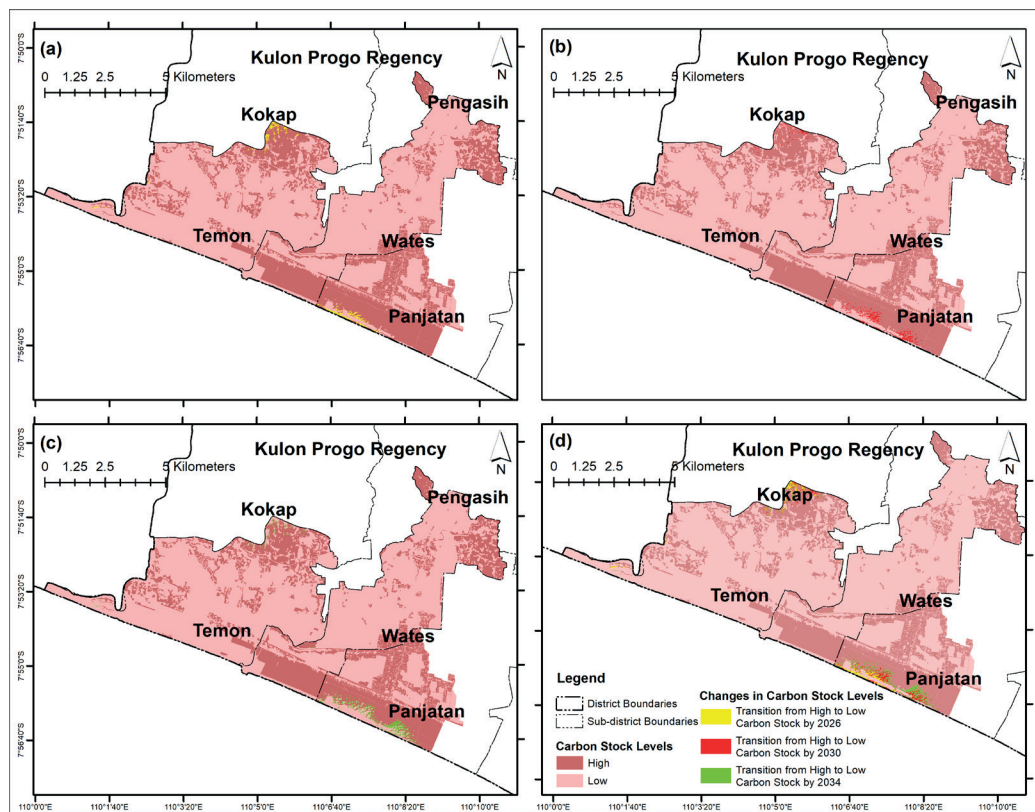 (a)
Kulon Progo Regency
0 1.25 2.5 5 Kilometers
N
Pengasih
Kokap
Temon
Wates
Panjatan
7°50'0"S
7°51'40"S
7°53'20"S
7°55'0"S
7°56'40"S
(b)
Kulon Progo Regency
0 1.25 2.5 5 Kilometers
N
Pengasih
Kokap
Temon
Wates
Panjatan
(c)
Kulon Progo Regency
0 1.25 2.5 5 Kilometers
N
Pengasih
Kokap
Temon
Wates
Panjatan
7°50'0"S
7°51'40"S
7°53'20"S
7°55'0"S
7°56'40"S
110°0'0"E 110°1'40"E 110°3'20"E 110°5'0"E 110°6'40"E 110°8'20"E 110°10'0"E
(d)
Kulon Progo Regency
0 1.25 2.5 5 Kilometers
N
Pengasih
Kokap
Temon
Wates
Panjatan
Legend
District Boundaries
Sub-district Boundaries
Carbon Stock Levels
High
Low
Changes in Carbon Stock Levels
Transition from High to Low
Carbon Stock by 2026
Transition from High to Low
Carbon Stock by 2030
Transition from High to Low
Carbon Stock by 2034
110°0'0"E 110°1'40"E 110°3'20"E 110°5'0"E 110°6'40"E 110°8'20"E 110°10'0"E